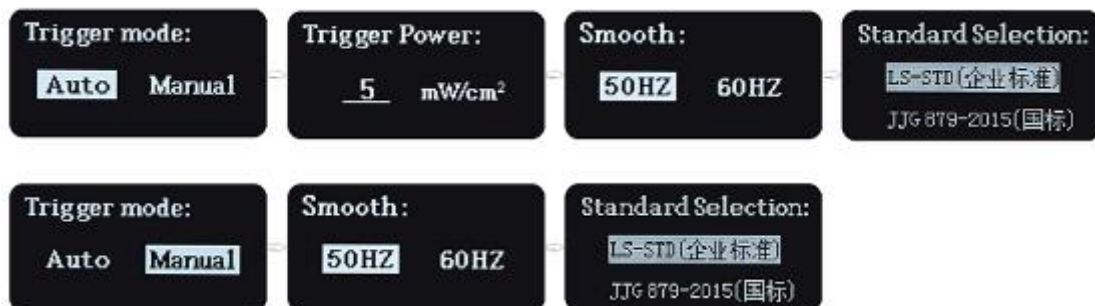 Trigger mode:
Auto Manual
Trigger Power:
5 mW/cm²
Smooth:
50HZ 60HZ
Standard Selection:
LS-STD(企业标准)
JJG 879-2015(国标)
Trigger mode:
Auto Manual
Smooth:
50HZ 60HZ
Standard Selection:
LS-STD(企业标准)
JJG 879-2015(国标)